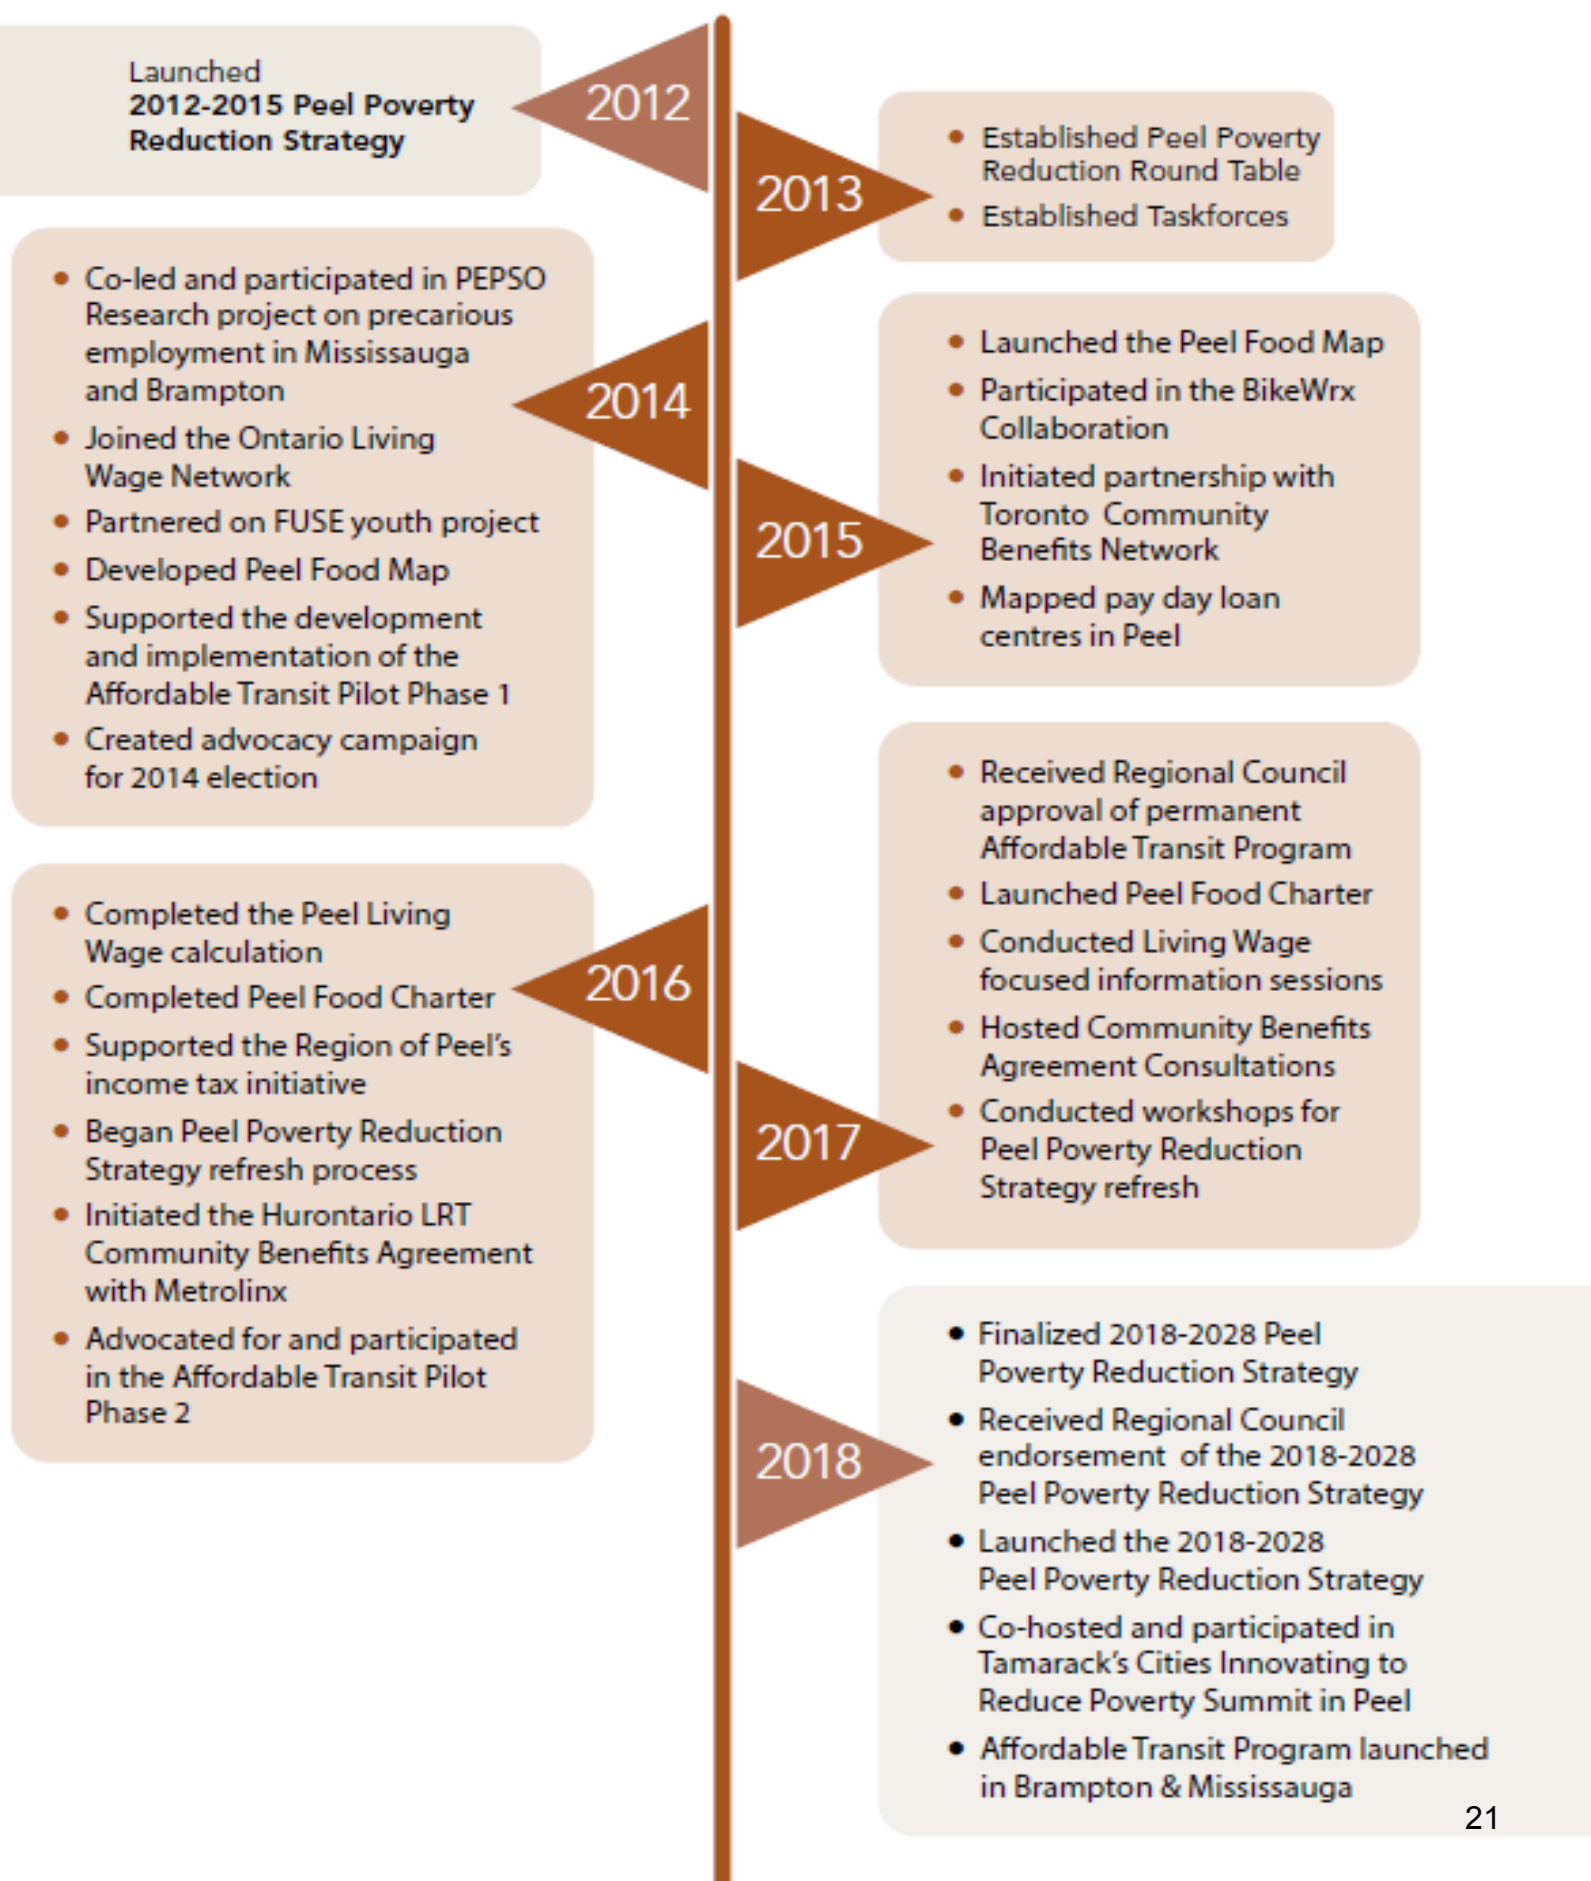 Launched
2012-2015 Peel Poverty
Reduction Strategy
2012
2013
• Established Peel Poverty
Reduction Round Table
• Established Taskforces
• Co-led and participated in PEPSO
Research project on precarious
employment in Mississauga
and Brampton
• Joined the Ontario Living
Wage Network
• Partnered on FUSE youth project
• Developed Peel Food Map
• Supported the development
and implementation of the
Affordable Transit Pilot Phase 1
• Created advocacy campaign
for 2014 election
2014
2015
• Launched the Peel Food Map
• Participated in the BikeWrx
Collaboration
• Initiated partnership with
Toronto Community
Benefits Network
• Mapped pay day loan
centres in Peel
• Completed the Peel Living
Wage calculation
• Completed Peel Food Charter
• Supported the Region of Peel's
income tax initiative
• Began Peel Poverty Reduction
Strategy refresh process
• Initiated the Hurontario LRT
Community Benefits Agreement
with Metrolinx
• Advocated for and participated
in the Affordable Transit Pilot
Phase 2
2016
2017
• Received Regional Council
approval of permanent
Affordable Transit Program
• Launched Peel Food Charter
• Conducted Living Wage
focused information sessions
• Hosted Community Benefits
Agreement Consultations
• Conducted workshops for
Peel Poverty Reduction
Strategy refresh
2018
• Finalized 2018-2028 Peel
Poverty Reduction Strategy
• Received Regional Council
endorsement of the 2018-2028
Peel Poverty Reduction Strategy
• Launched the 2018-2028
Peel Poverty Reduction Strategy
• Co-hosted and participated in
Tamarack's Cities Innovating to
Reduce Poverty Summit in Peel
• Affordable Transit Program launched
in Brampton & Mississauga
21